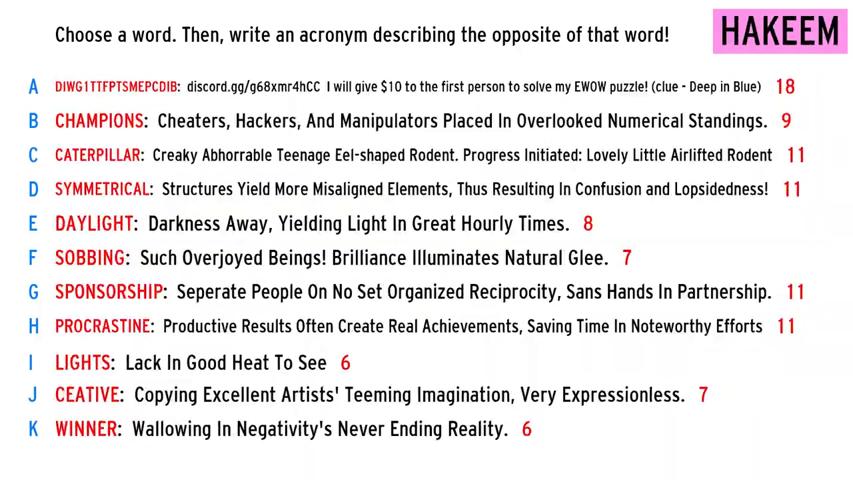 Choose a word. Then, write an acronym describing the opposite of that word!
HAKEEM
A DIWG1TTFPTSMEPCDIB: discord.gg/g68xmr4hCC I will give $10 to the first person to solve my EWOW puzzle! (clue - Deep in Blue) 18
B CHAMPIONS: Cheaters, Hackers, And Manipulators Placed In Overlooked Numerical Standings. 9
C CATERPILLAR: Creaky Abhorrable Teenage Eel-shaped Rodent. Progress Initiated: Lovely Little Airlifted Rodent 11
D SYMMETRICAL: Structures Yield More Misaligned Elements, Thus Resulting In Confusion and Lopsidedness! 11
E DAYLIGHT: Darkness Away, Yielding Light In Great Hourly Times. 8
F SOBBING: Such Overjoyed Beings! Brilliance Illuminates Natural Glee. 7
G SPONSORSHIP: Seperate People On No Set Organized Reciprocity, Sans Hands In Partnership. 11
H PROCRASTINE: Productive Results Often Create Real Achievements, Saving Time In Noteworthy Efforts 11
I LIGHTS: Lack In Good Heat To See 6
J CEATIVE: Copying Excellent Artists' Teeming Imagination, Very Expressionless. 7
K WINNER: Wallowing In Negativity's Never Ending Reality. 6